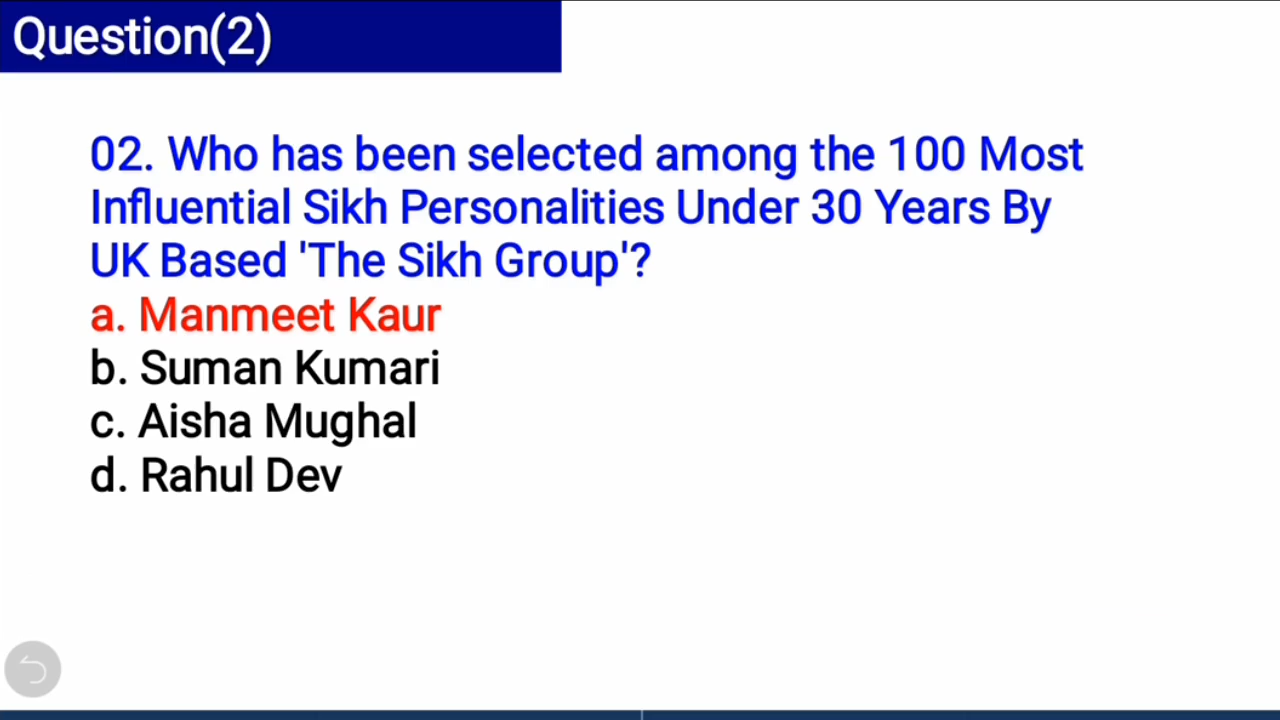 Question(2)
02. Who has been selected among the 100 Most
Influential Sikh Personalities Under 30 Years By
UK Based 'The Sikh Group'?
a. Manmeet Kaur
b. Suman Kumari
c. Aisha Mughal
d. Rahul Dev